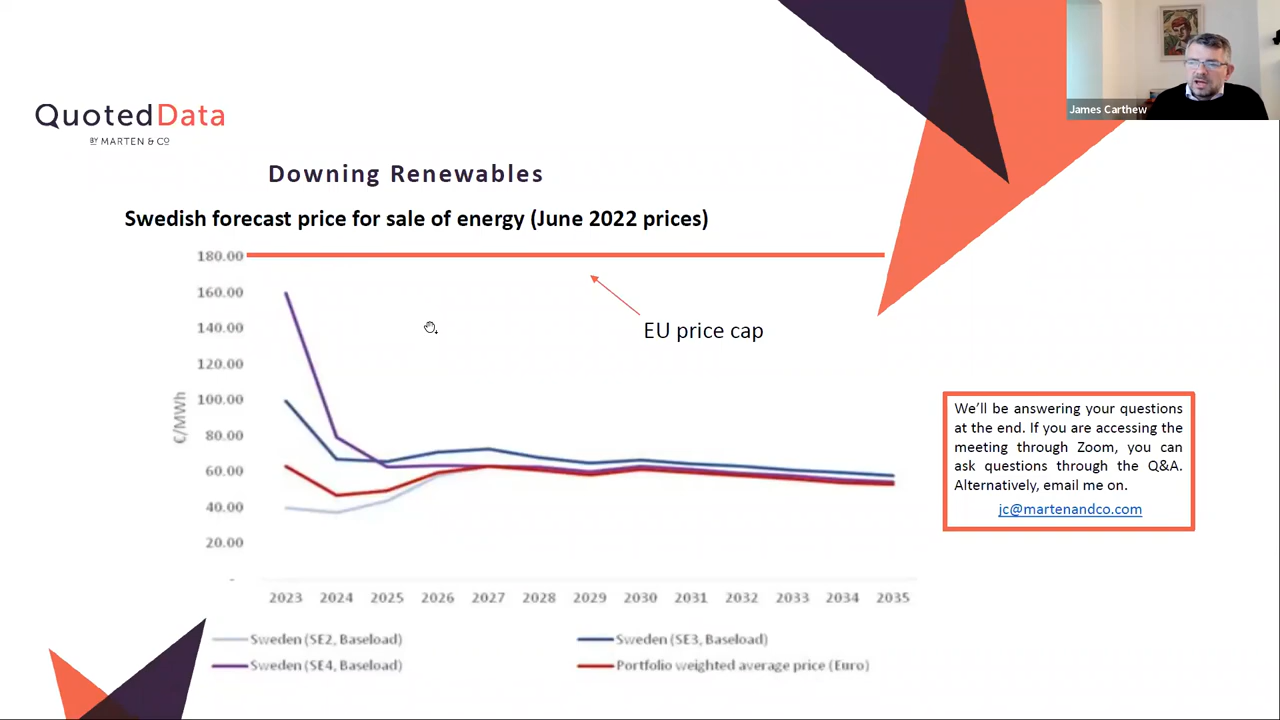 James Carthew
QuotedData
BY MARTEN & CO
Downing Renewables
Swedish forecast price for sale of energy (June 2022 prices)
180.00
160.00
140.00
120.00
100.00
80.00
60.00
40.00
20.00
-
€/MWh
EU price cap
2023 2024 2025 2026 2027 2028 2029 2030 2031 2032 2033 2034 2035
Sweden (SE2, Baseload)
Sweden (SE3, Baseload)
Sweden (SE4, Baseload)
Portfolio weighted average price (Euro)
We'll be answering your questions
at the end. If you are accessing the
meeting through Zoom, you can
ask questions through the Q&A.
Alternatively, email me on.
jc@martenandco.com